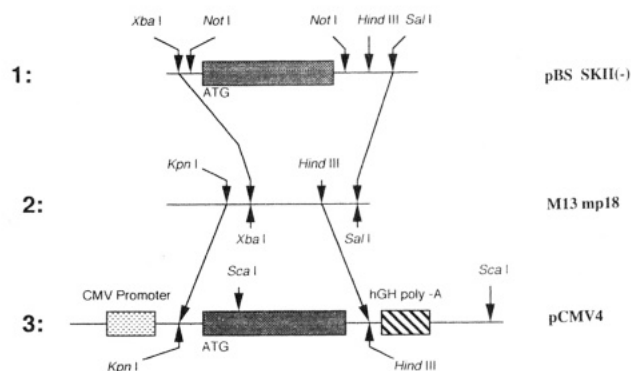 Xba I Not I Not I Hind III Sal I
1: pBS SKII(-)
ATG
Kpn I Hind III
2: M13 mp18
Xba I Sal I
Sca I Sca I
CMV Promoter hGH poly -A
3: pCMV4
ATG
Kpn I Hind III